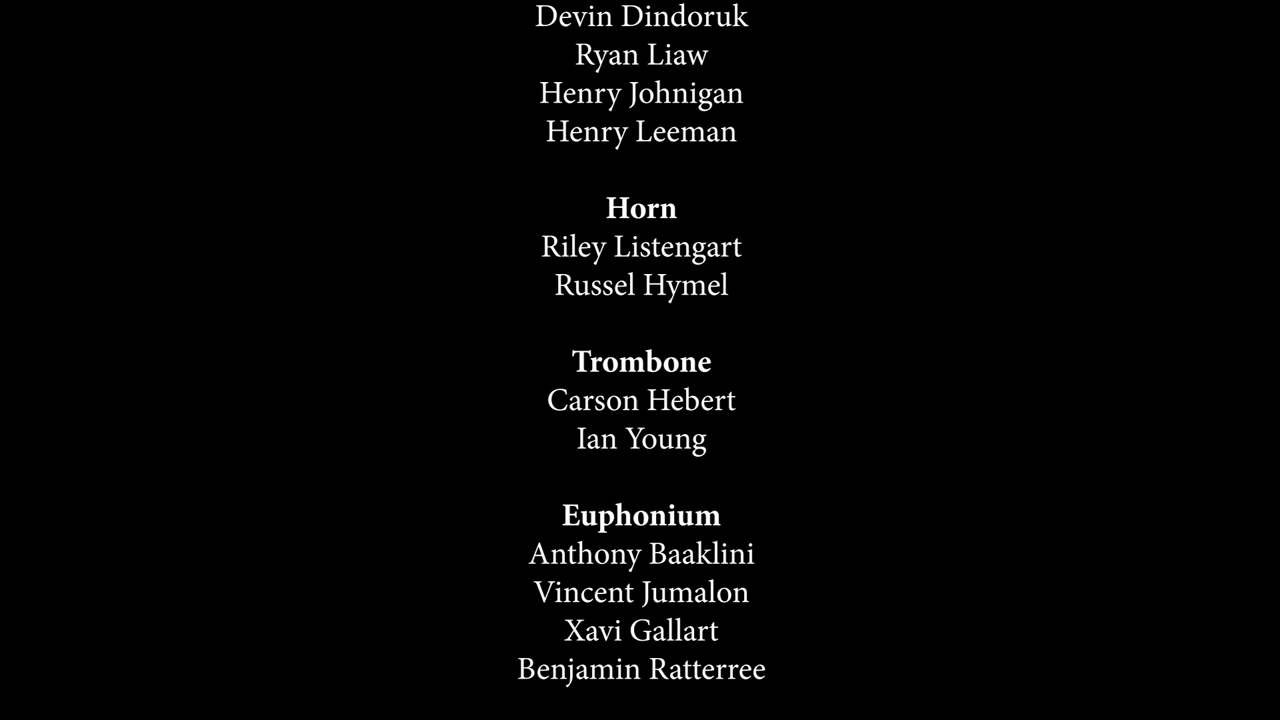 Devin Dindoruk
Ryan Liaw
Henry Johnigan
Henry Leeman
Horn
Riley Listengart
Russel Hymel
Trombone
Carson Hebert
Ian Young
Euphonium
Anthony Baaklini
Vincent Jumalon
Xavi Gallart
Benjamin Ratterree